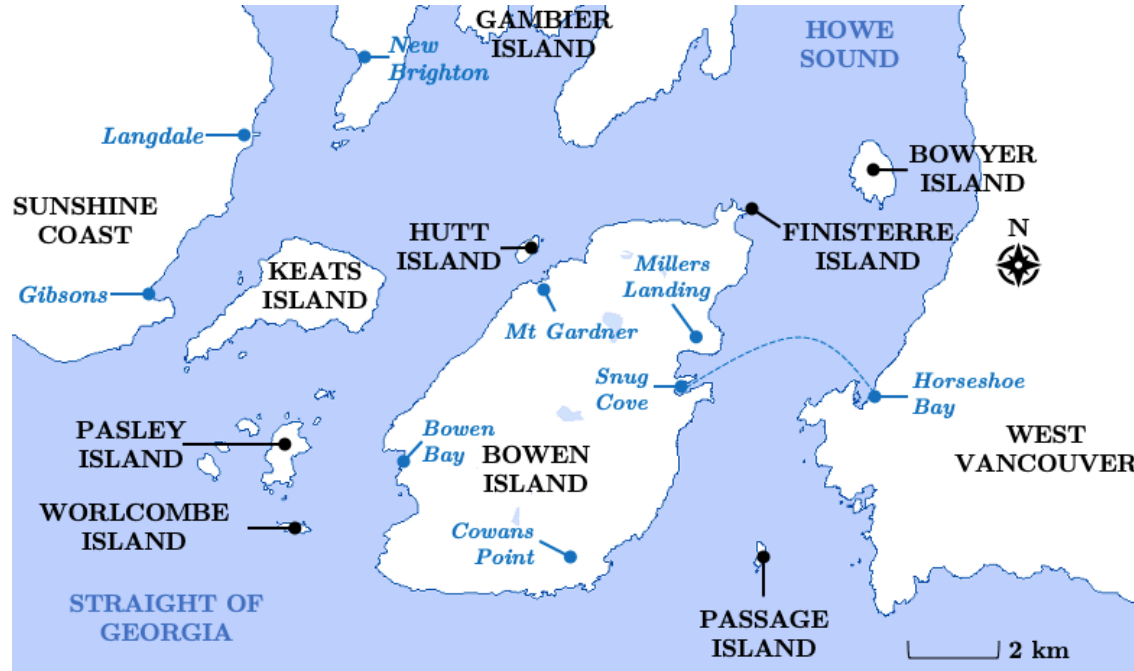 GAMBIER
ISLAND
HOWE
SOUND
New
Brighton
Langdale
BOWYER
ISLAND
SUNSHINE
COAST
HUTT
ISLAND
FINISTERRE
ISLAND
N
KEATS
ISLAND
Millers
Landing
Gibsons
Mt Gardner
Snug
Cove
Horseshoe
Bay
PASLEY
ISLAND
Bowen
Bay
BOWEN
ISLAND
WEST
VANCOUVER
WORLCOMBE
ISLAND
Cowans
Point
STRAIGHT OF
GEORGIA
PASSAGE
ISLAND
2 km